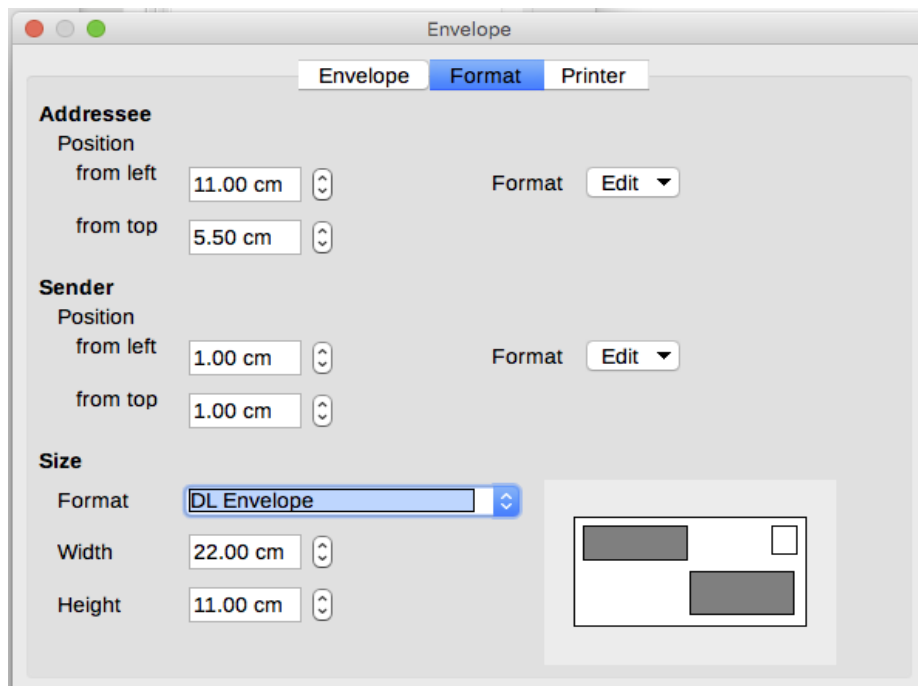 Envelope
Envelope Format Printer
Addressee
Position
from left 11.00 cm Format Edit
from top 5.50 cm
Sender
Position
from left 1.00 cm Format Edit
from top 1.00 cm
Size
Format DL Envelope
Width 22.00 cm
Height 11.00 cm